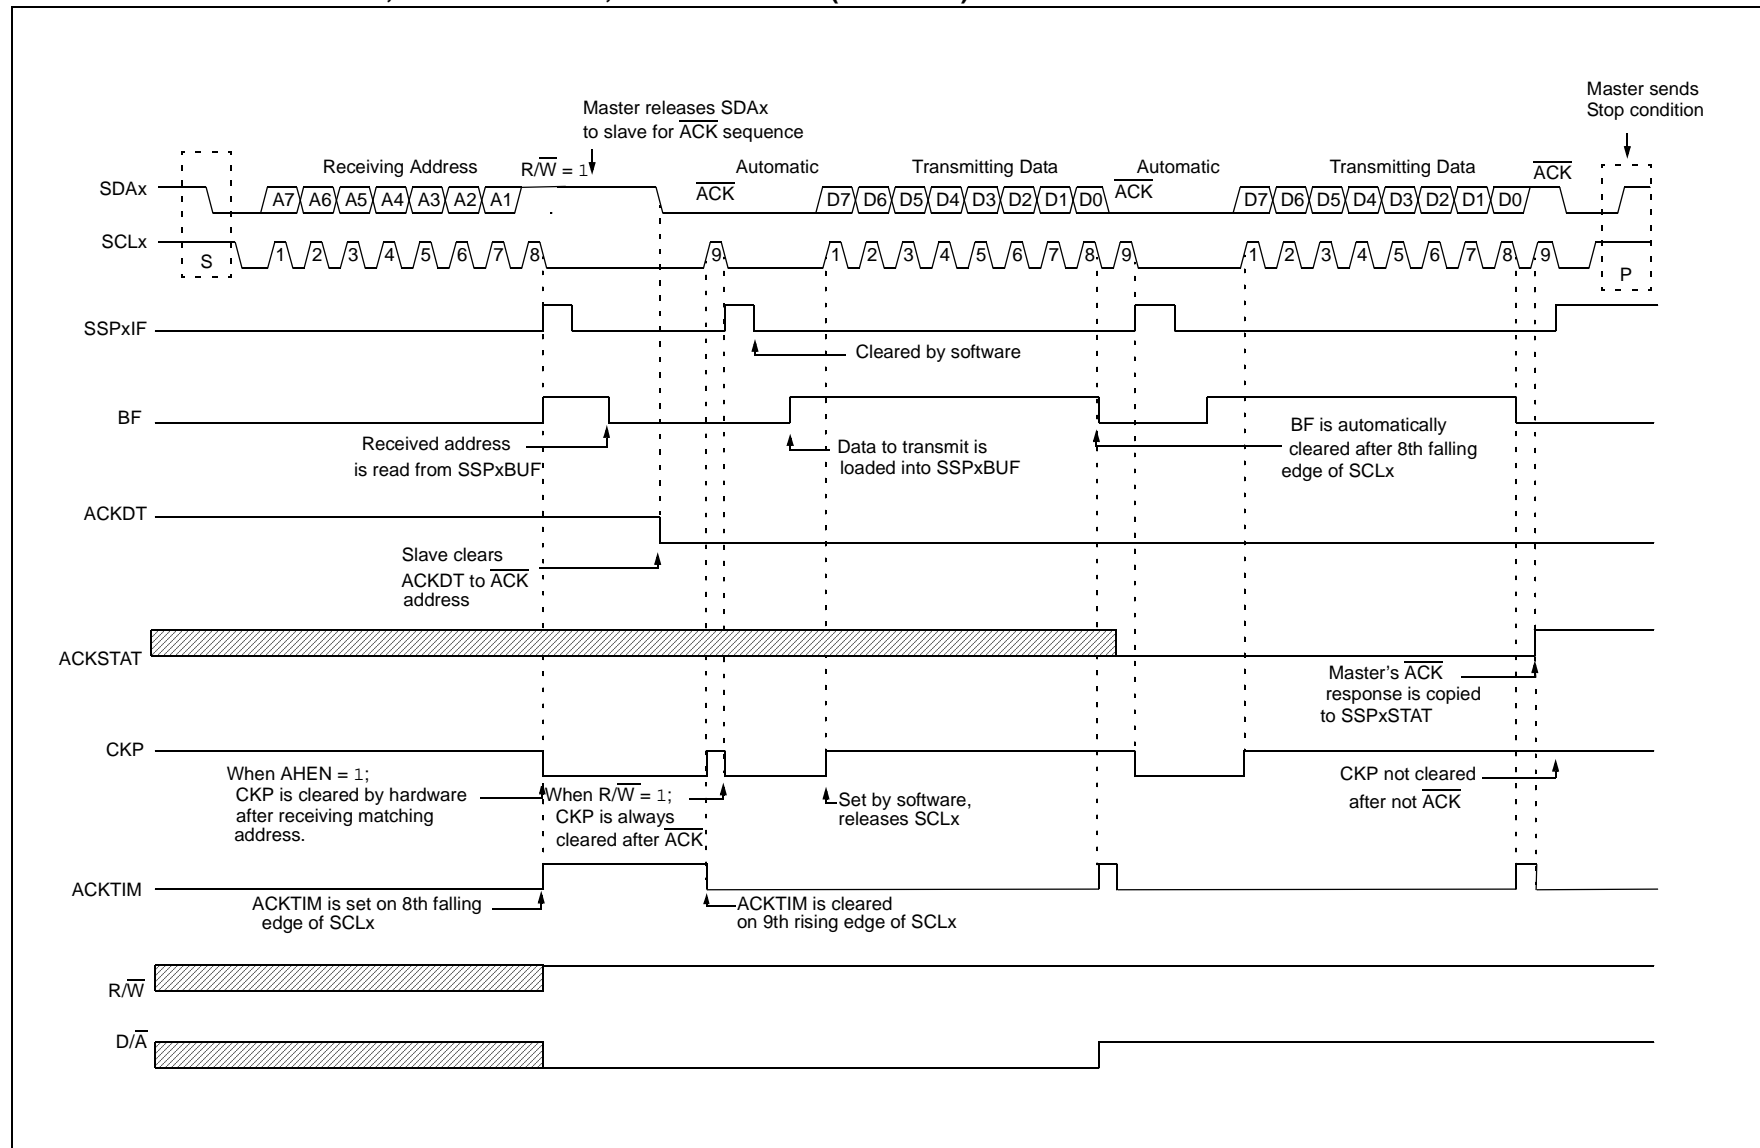 Master sends
Stop condition
Master releases SDAx
to slave for ACK sequence
Receiving Address R/W = 1 Automatic Transmitting Data Automatic Transmitting Data ACK
ACK ACK
SDAx A7 A6 A5 A4 A3 A2 A1 D7 D6 D5 D4 D3 D2 D1 D0 D7 D6 D5 D4 D3 D2 D1 D0
SCLx S 1 2 3 4 5 6 7 8 9 1 2 3 4 5 6 7 8 9 1 2 3 4 5 6 7 8 9 P
SSPxIF
Cleared by software
BF
Received address
is read from SSPxBUF
Data to transmit is
loaded into SSPxBUF
BF is automatically
cleared after 8th falling
edge of SCLx
ACKDT
Slave clears
ACKDT to ACK
address
ACKSTAT
Master's ACK
response is copied
to SSPxSTAT
CKP
When AHEN = 1;
CKP is cleared by hardware
after receiving matching
address.
When R/W = 1;
CKP is always
cleared after ACK
Set by software,
releases SCLx
CKP not cleared
after not ACK
ACKTIM
ACKTIM is set on 8th falling
edge of SCLx
ACKTIM is cleared
on 9th rising edge of SCLx
R/W
D/A